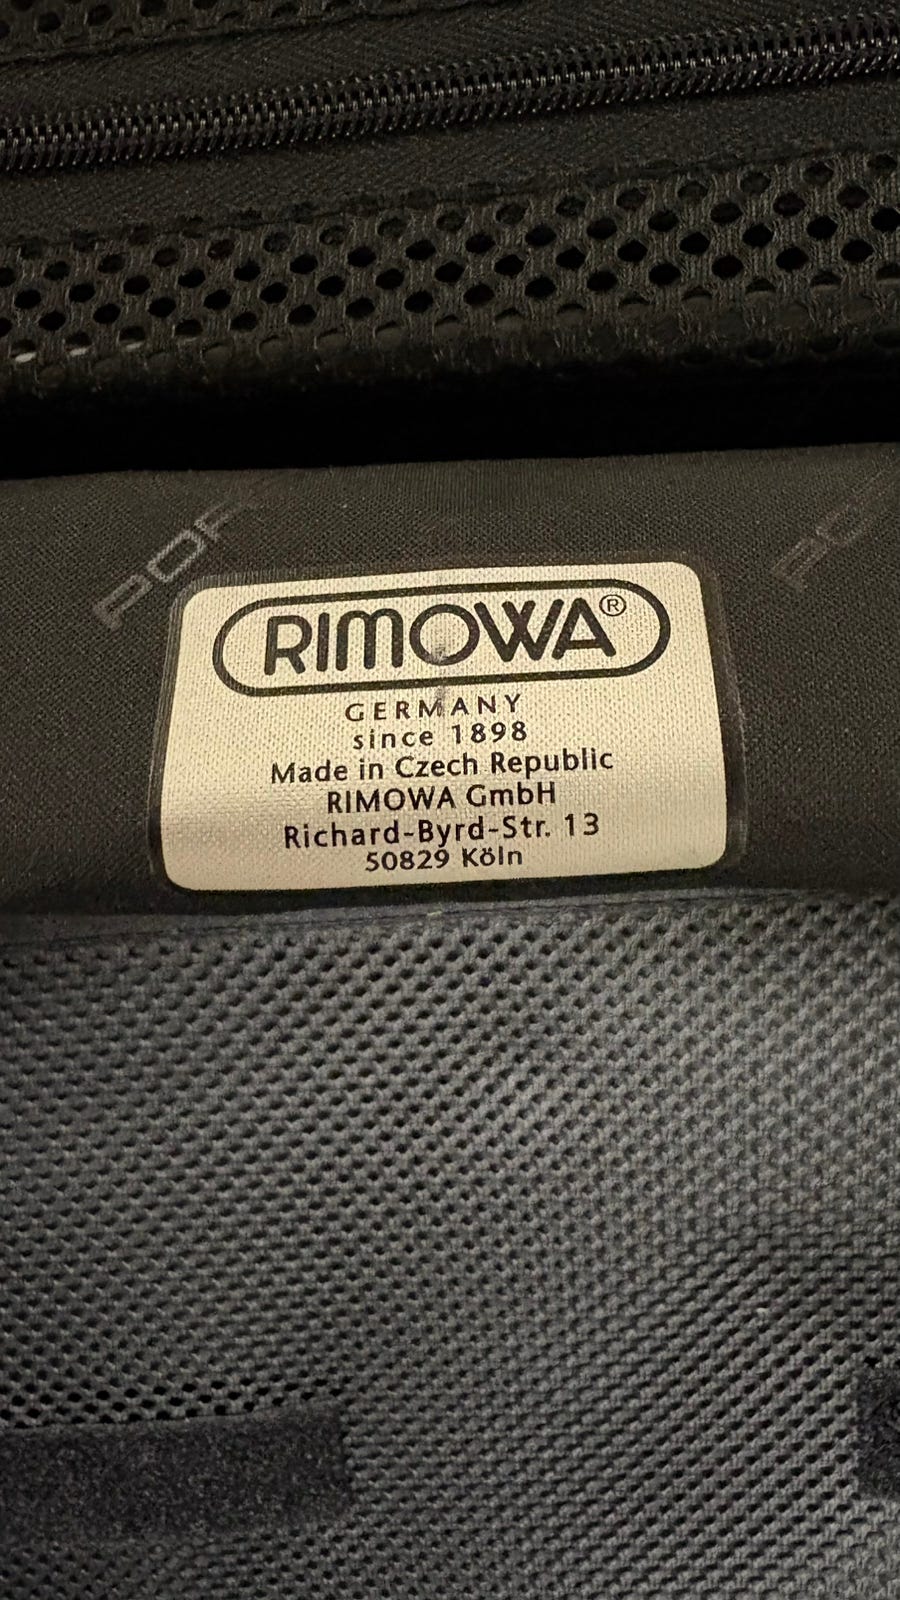 RIMOWA®
GERMANY
since 1898
Made in Czech Republic
RIMOWA GmbH
Richard-Byrd-Str. 13
50829 Köln